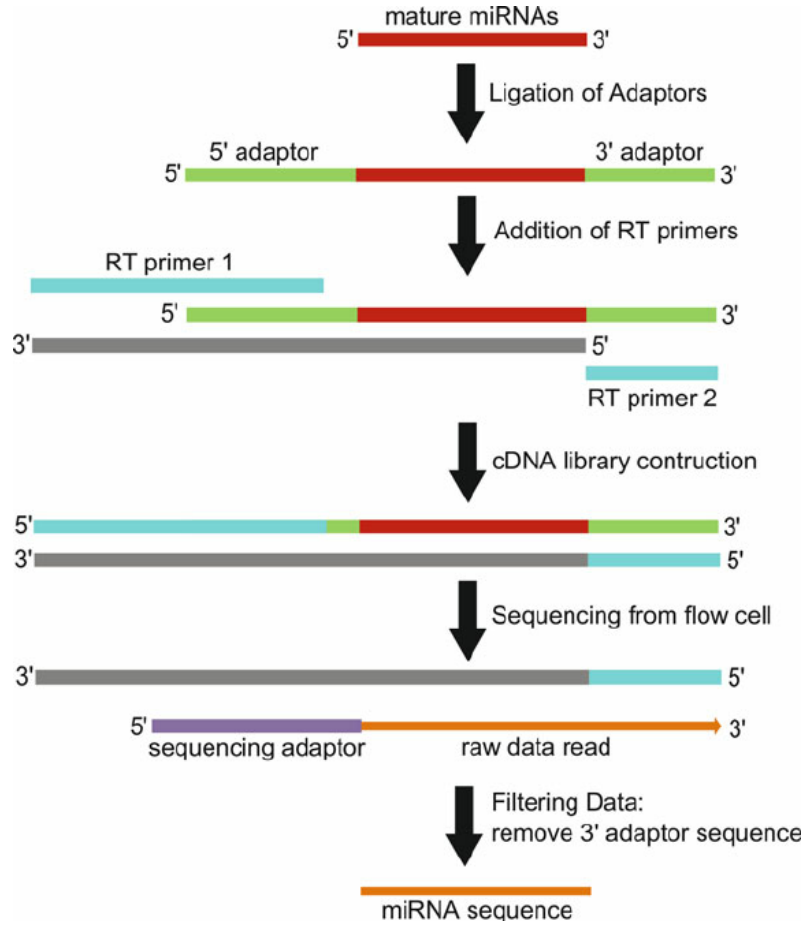 mature miRNAs
5' 3'
Ligation of Adaptors
5' adaptor 3' adaptor
5' 3'
Addition of RT primers
RT primer 1
5' 3'
3' 5'
RT primer 2
cDNA library contruction
5' 3'
3' 5'
Sequencing from flow cell
3' 5'
5' 3'
sequencing adaptor raw data read
Filtering Data:
remove 3' adaptor sequence
miRNA sequence